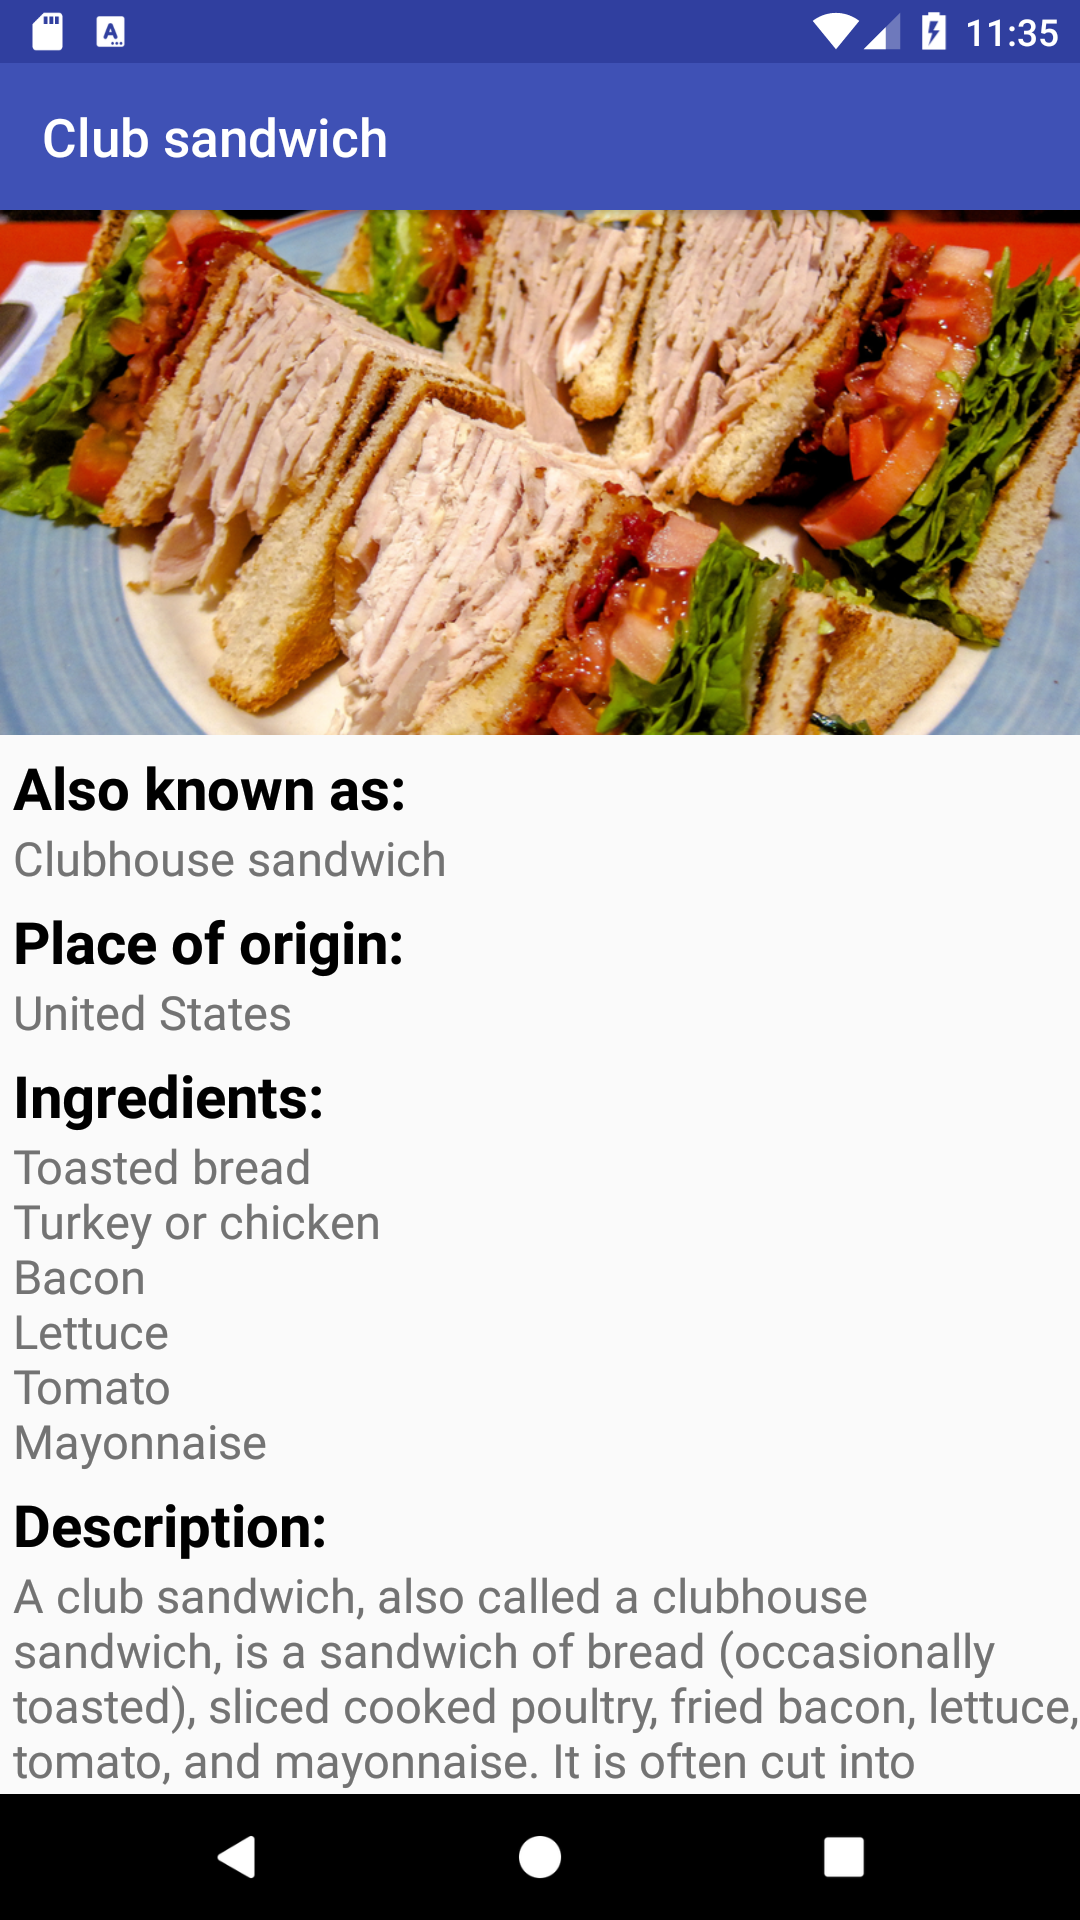 11:35
Club sandwich
Also known as:
Clubhouse sandwich
Place of origin:
United States
Ingredients:
Toasted bread
Turkey or chicken
Bacon
Lettuce
Tomato
Mayonnaise
Description:
A club sandwich, also called a clubhouse
sandwich, is a sandwich of bread (occasionally
toasted), sliced cooked poultry, fried bacon, lettuce,
tomato, and mayonnaise. It is often cut into